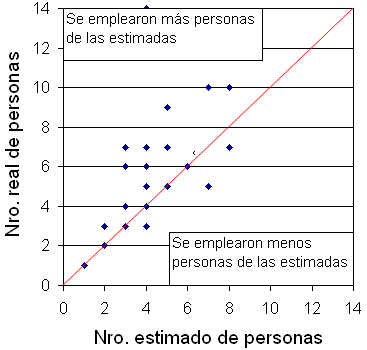 14
Se emplearon más personas
de las estimadas
12
10
8
6
4
2
0
Nro. real de personas
Se emplearon menos
personas de las estimadas
0 2 4 6 8 10 12 14
Nro. estimado de personas